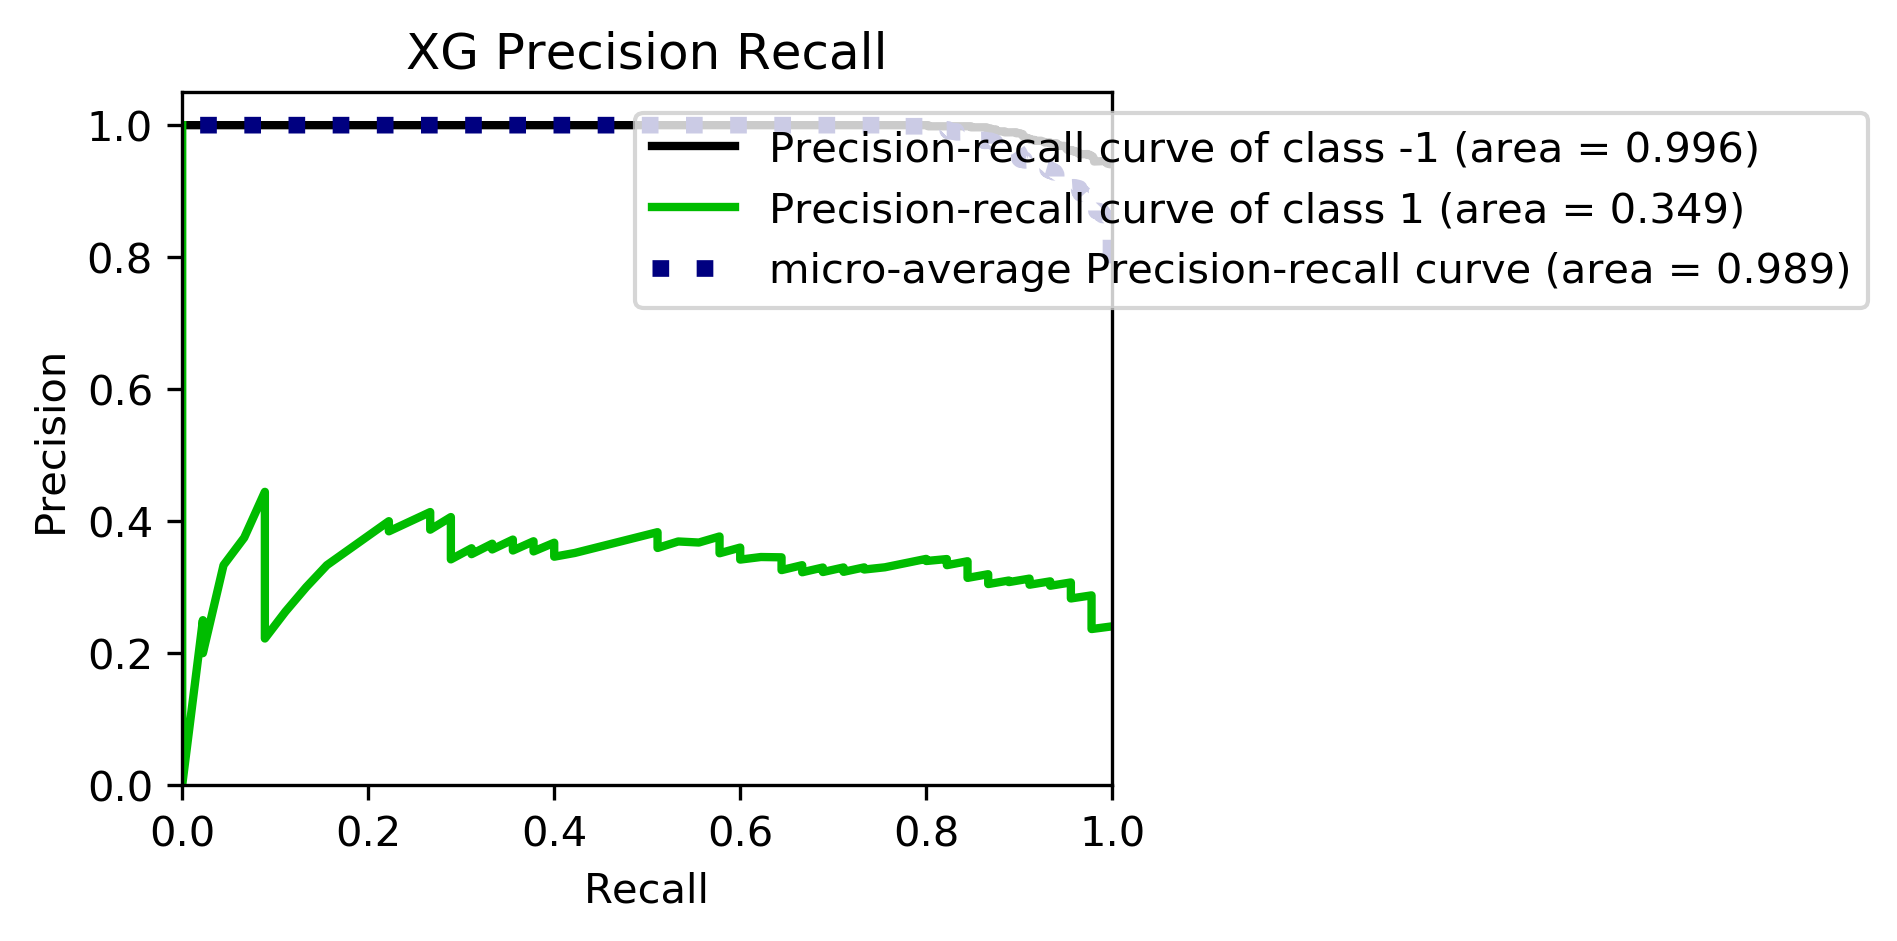 XG Precision Recall
1.0
0.8
0.6
0.4
0.2
0.0
Precision
Precision-recall curve of class -1 (area = 0.996)
Precision-recall curve of class 1 (area = 0.349)
micro-average Precision-recall curve (area = 0.989)
0.0 0.2 0.4 0.6 0.8 1.0
Recall